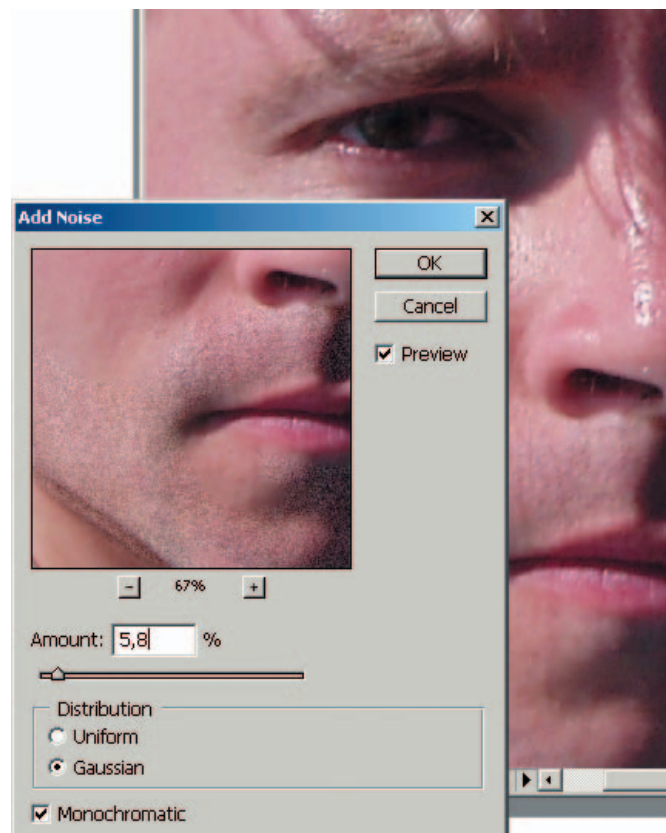 Add Noise
OK
Cancel
Preview
67%
Amount: 5,8 %
Distribution
Uniform
Gaussian
Monochromatic